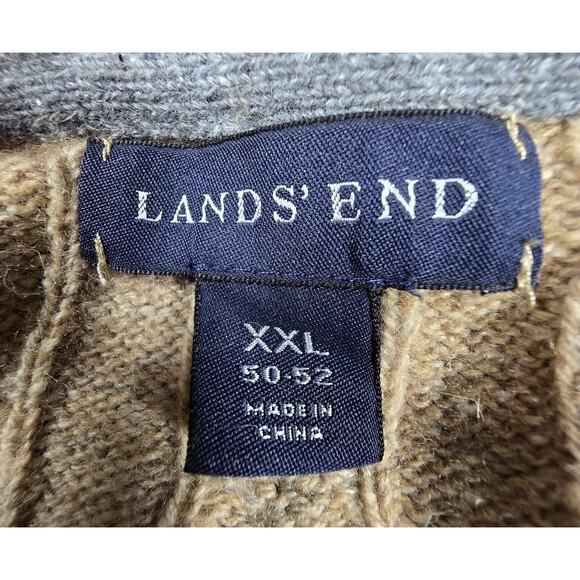 LANDS' END
XXL
50-52
MADE IN
CHINA